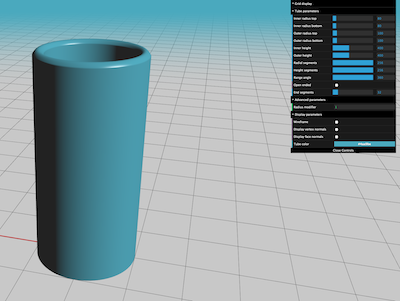 Grid display
Tube parameters
Inner radius top
Inner radius bottom
Outer radius top
Outer radius bottom
Inner height
Outer height
Radial segments
Height segments
Range angle
Open ended
End segments
Advanced parameters
Radius modifier
Display parameters
Wireframe
Display vertex normals
Display face normals
Tube color
Close Controls